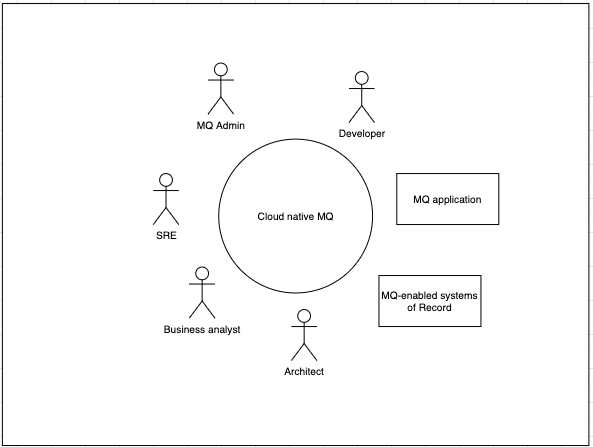 MQ Admin
Developer
Cloud native MQ
MQ application
SRE
MQ-enabled systems
of Record
Business analyst
Architect